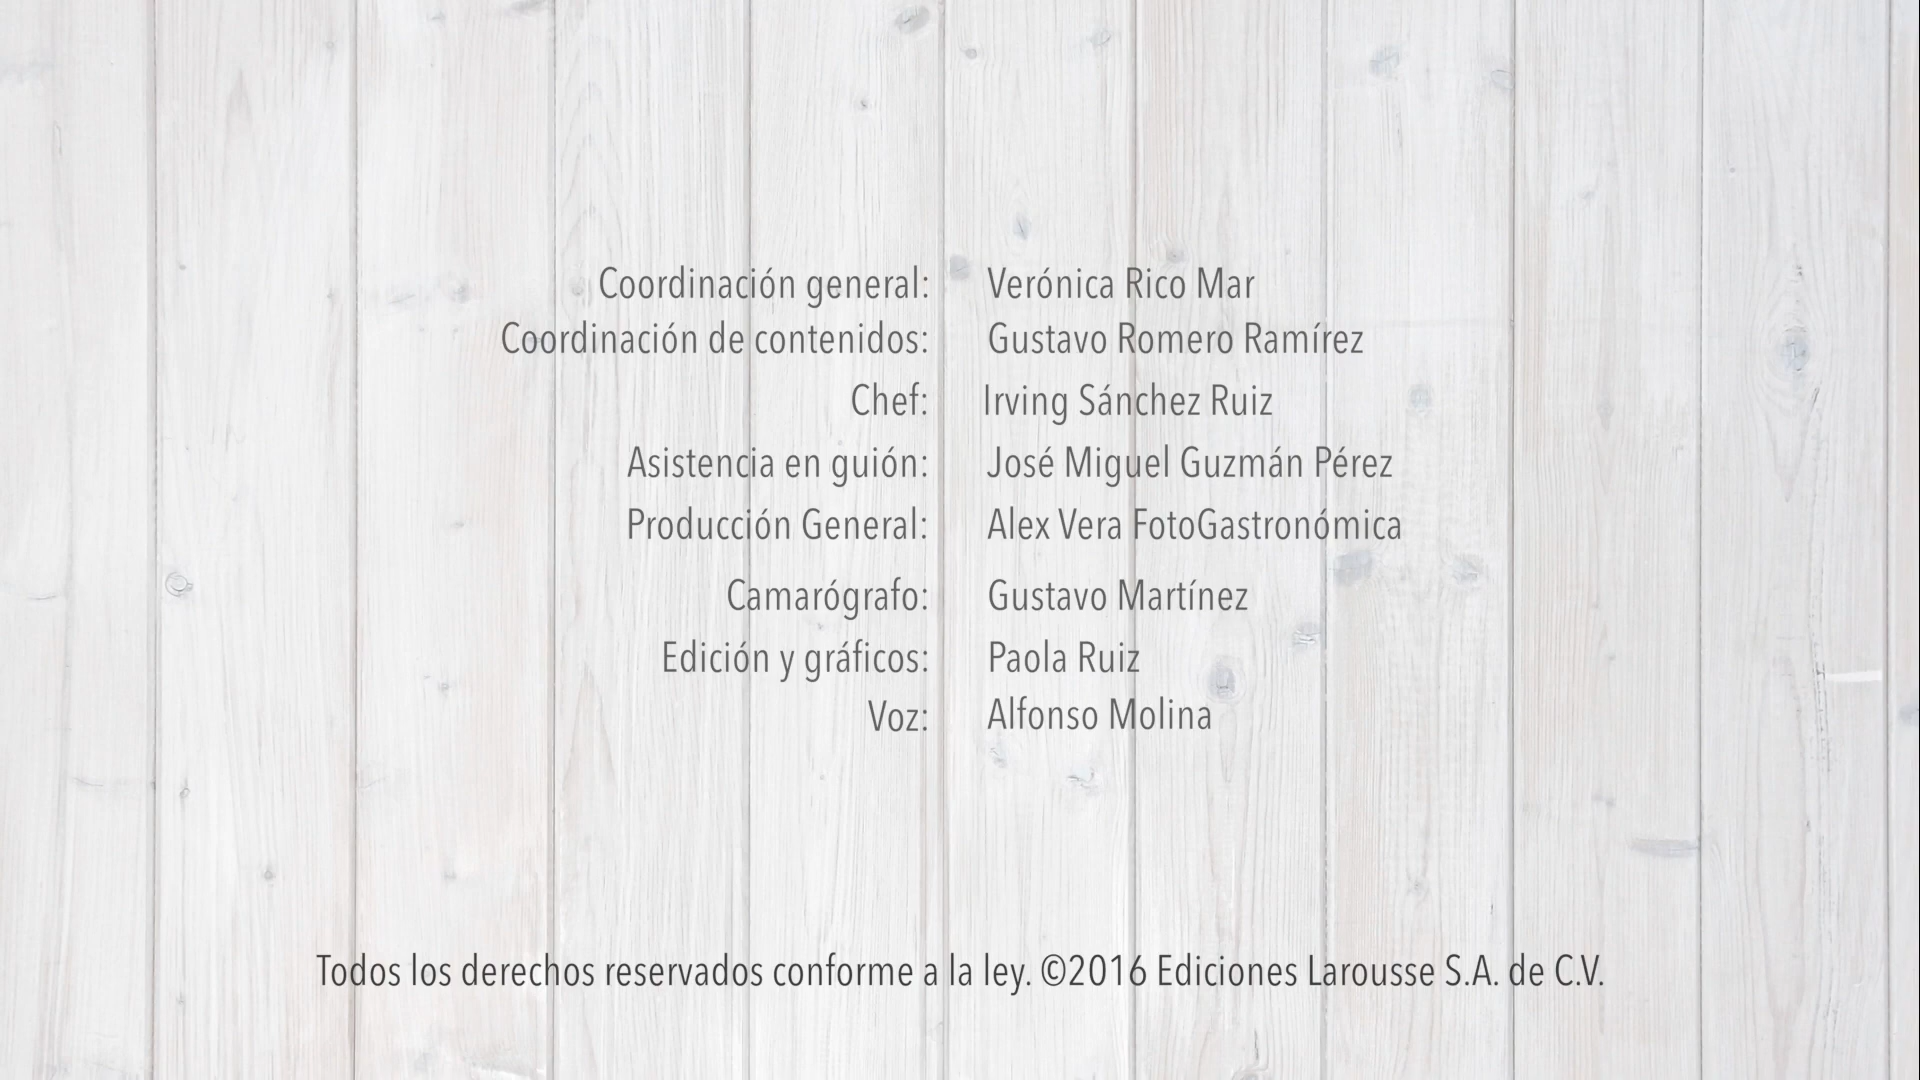 Coordinación general: Verónica Rico Mar
Coordinación de contenidos: Gustavo Romero Ramírez
Chef: Irving Sánchez Ruiz
Asistencia en guión: José Miguel Guzmán Pérez
Producción General: Alex Vera FotoGastronómica
Camarógrafo: Gustavo Martínez
Edición y gráficos: Paola Ruiz
Voz: Alfonso Molina
Todos los derechos reservados conforme a la ley. ©2016 Ediciones Larousse S.A. de C.V.